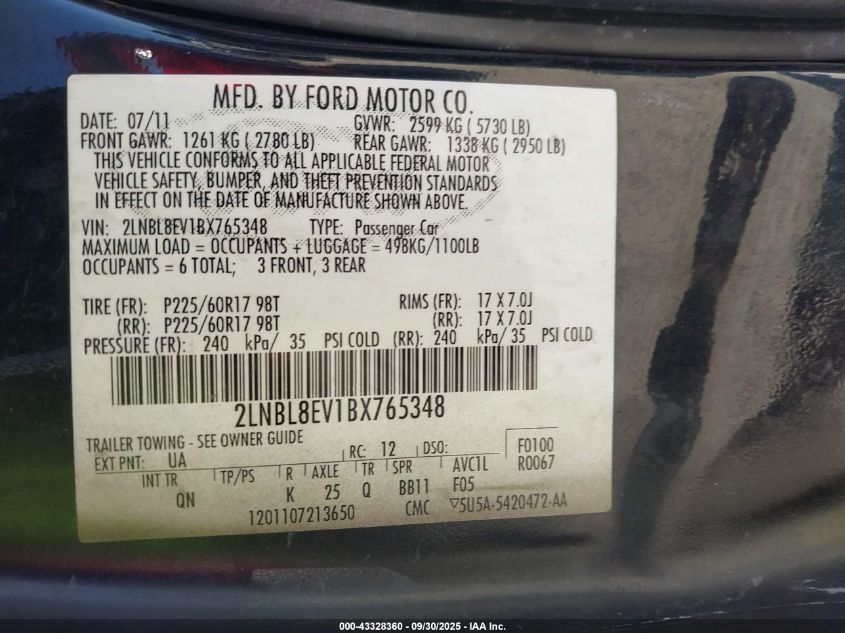 MFD. BY FORD MOTOR CO.
DATE: 07/11 GVWR: 2599 KG ( 5730 LB)
FRONT GAWR: 1261 KG ( 2780 LB) REAR GAWR: 1338 KG ( 2950 LB)
THIS VEHICLE CONFORMS TO ALL APPLICABLE FEDERAL MOTOR
VEHICLE SAFETY, BUMPER, AND THEFT PREVENTION STANDARDS
IN EFFECT ON THE DATE OF MANUFACTURE SHOWN ABOVE.
VIN: 2LNBL8EV1BX765348 TYPE: Passenger Car
MAXIMUM LOAD = OCCUPANTS + LUGGAGE = 498KG/1100LB
OCCUPANTS = 6 TOTAL; 3 FRONT, 3 REAR
TIRE (FR): P225/60R17 98T RIMS (FR): 17 X 7.0J
(RR): P225/60R17 98T (RR): 17 X 7.0J
PRESSURE (FR): 240 kPa/ 35 PSI COLD (RR): 240 kPa/ 35 PSI COLD
2LNBL8EV1BX765348
TRAILER TOWING - SEE OWNER GUIDE
EXT PNT: UA RC: 12 DSO: F0100
R0067
INT TR TP/PS R AXLE TR SPR AVC1L
QN K 25 Q BB11 F05
1201107213650 CMC ▽5U5A-5420472-AA
000-43328360 - 09/30/2025 - IAA Inc.